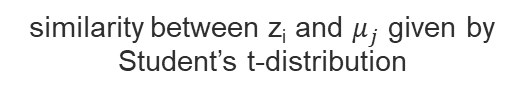 similarity between zᵢ and 𝜇ⱼ given by
Student's t-distribution